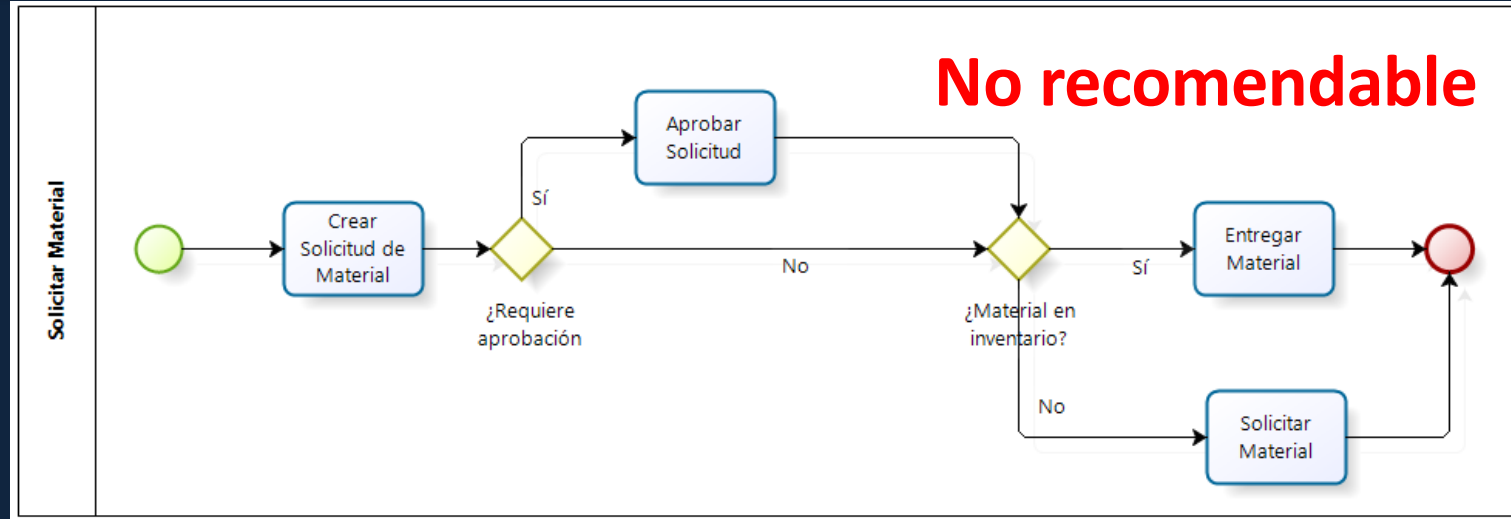 No recomendable
Solicitar Material
Aprobar
Solicitud
Sí
Crear
Solicitud de
Material
¿Requiere
aprobación
No
¿Material en
inventario?
Sí
Entregar
Material
No
Solicitar
Material